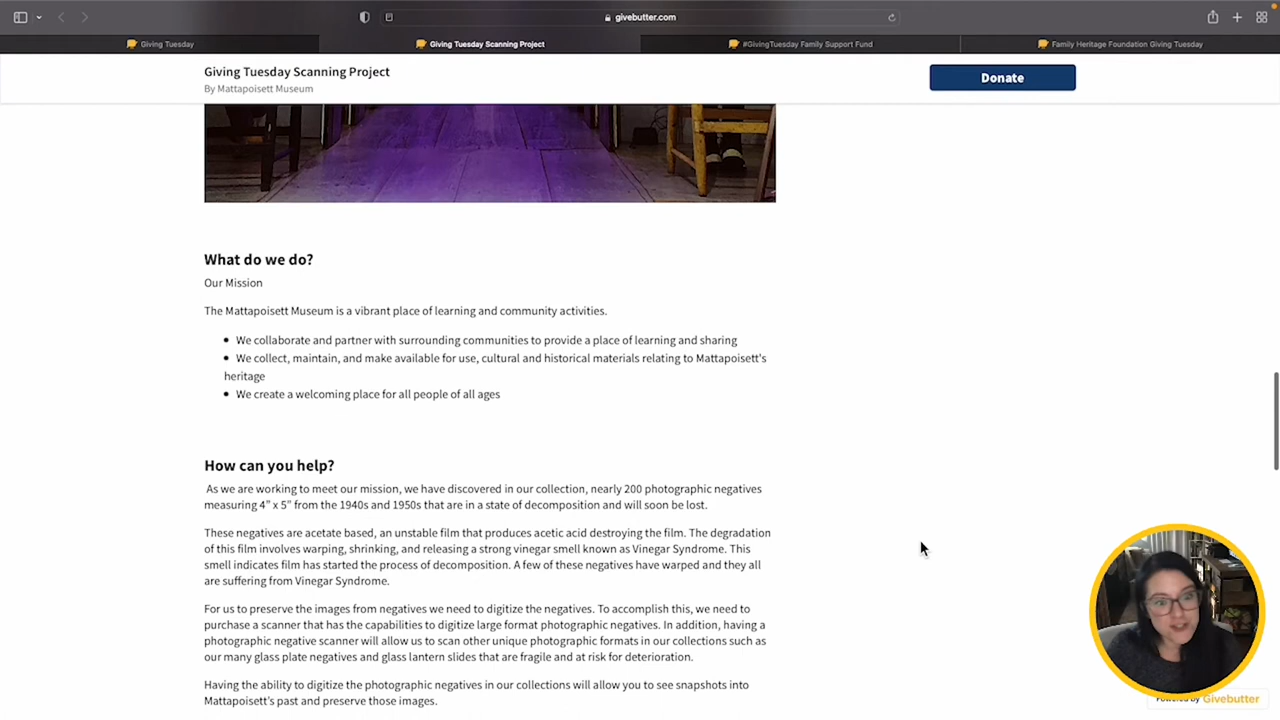 givebutter.com
Giving Tuesday
Giving Tuesday Scanning Project
#GivingTuesday Family Support Fund
Family Heritage Foundation Giving Tuesday
Giving Tuesday Scanning Project
By Mattapoisett Museum
Donate
What do we do?
Our Mission
The Mattapoisett Museum is a vibrant place of learning and community activities.
• We collaborate and partner with surrounding communities to provide a place of learning and sharing
• We collect, maintain, and make available for use, cultural and historical materials relating to Mattapoisett's
heritage
• We create a welcoming place for all people of all ages
How can you help?
As we are working to meet our mission, we have discovered in our collection, nearly 200 photographic negatives
measuring 4" x 5" from the 1940s and 1950s that are in a state of decomposition and will soon be lost.
These negatives are acetate based, an unstable film that produces acetic acid destroying the film. The degradation
of this film involves warping, shrinking, and releasing a strong vinegar smell known as Vinegar Syndrome. This
smell indicates film has started the process of decomposition. A few of these negatives have warped and they all
are suffering from Vinegar Syndrome.
For us to preserve the images from negatives we need to digitize the negatives. To accomplish this, we need to
purchase a scanner that has the capabilities to digitize large format photographic negatives. In addition, having a
photographic negative scanner will allow us to scan other unique photographic formats in our collections such as
our many glass plate negatives and glass lantern slides that are fragile and at risk for deterioration.
Having the ability to digitize the photographic negatives in our collections will allow you to see snapshots into
Mattapoisett's past and preserve those images.
Powered by Givebutter